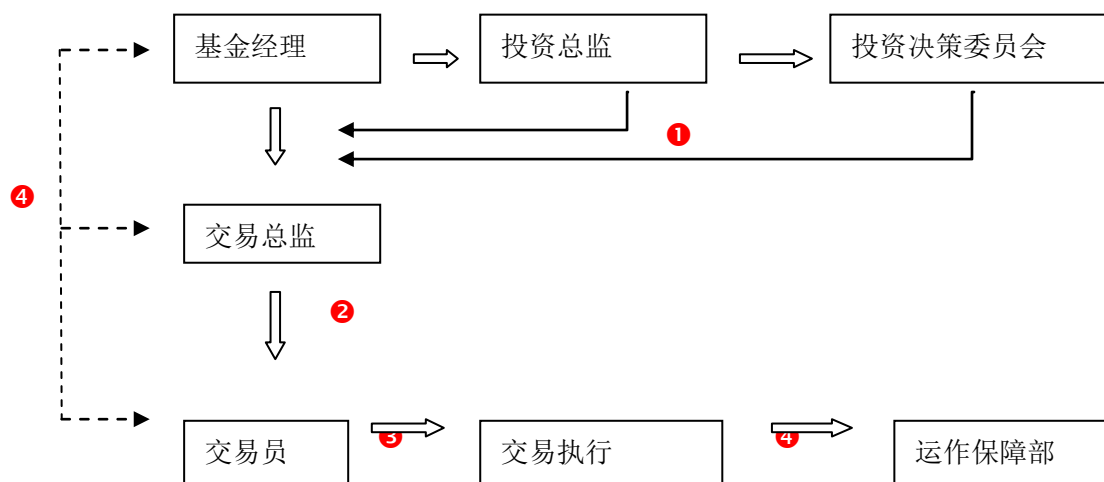 基金经理
投资总监
投资决策委员会
❶
❹
交易总监
❷
交易员
❸
交易执行
❹
运作保障部